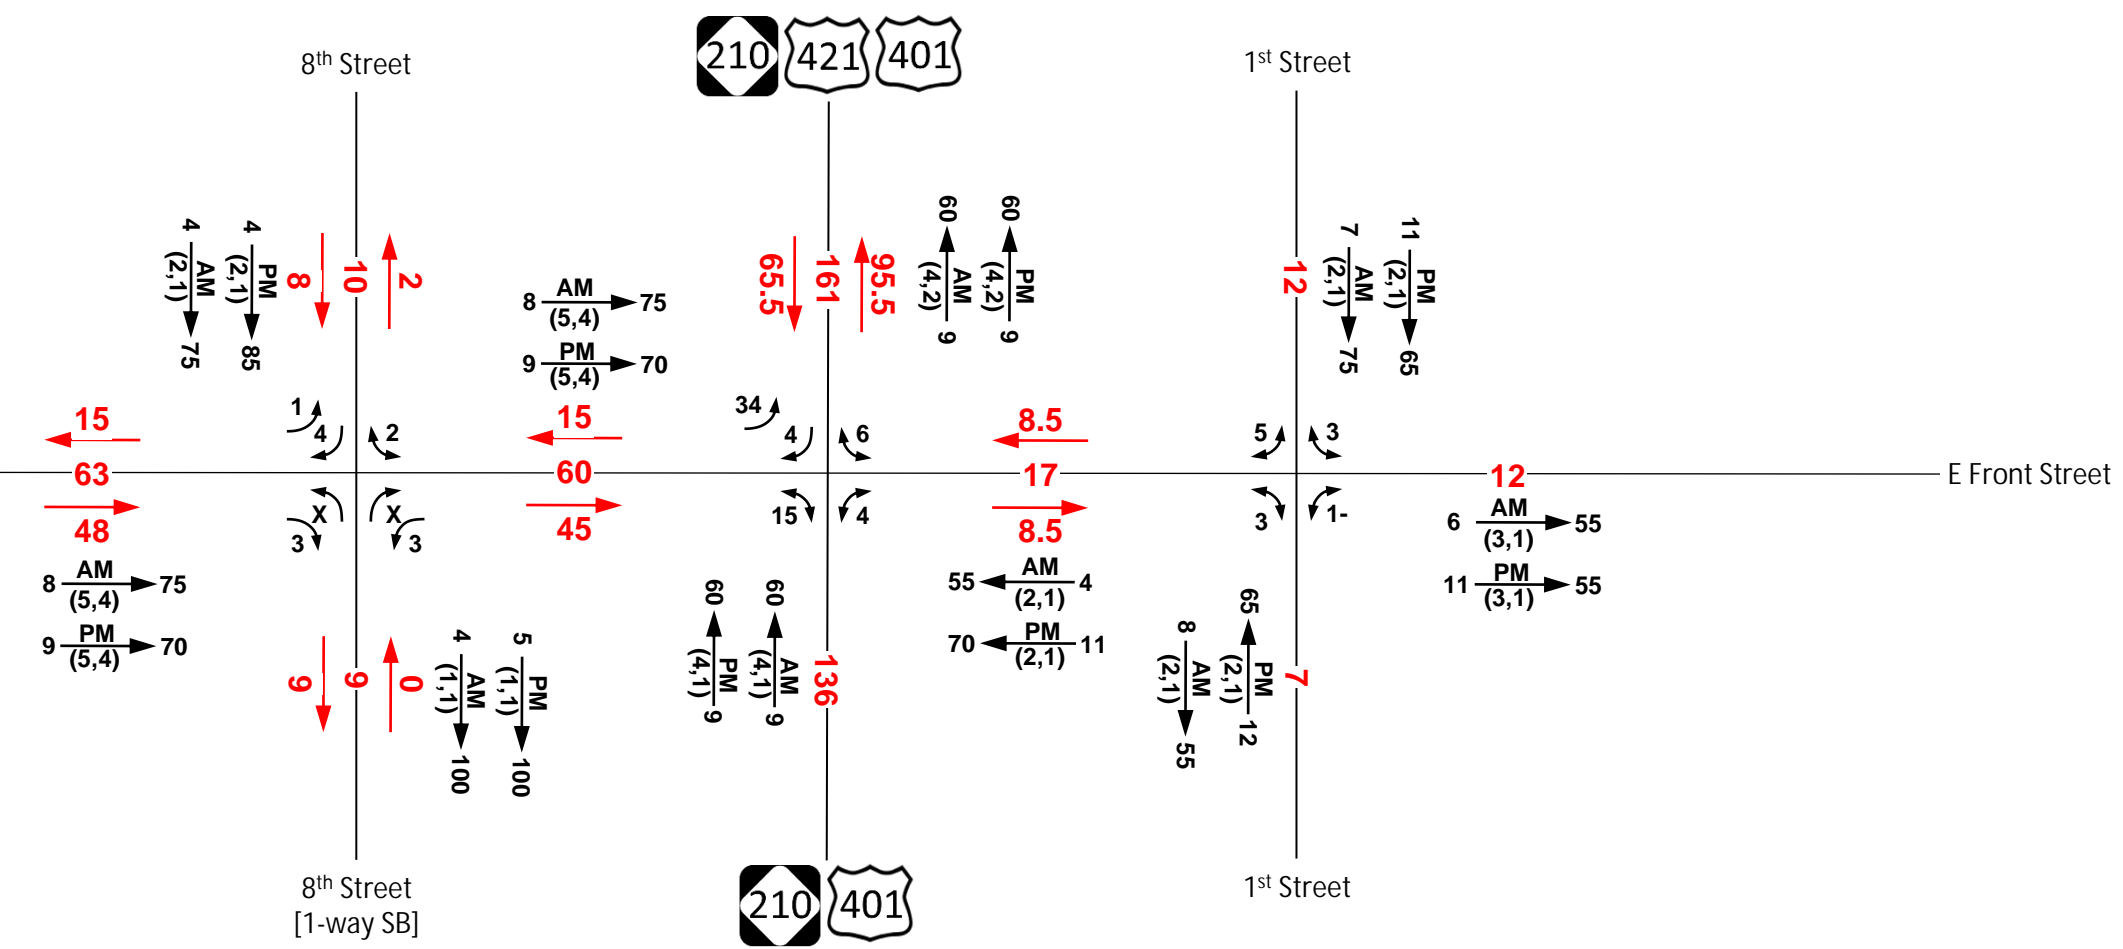 210 421 401
8th Street
1st Street
4 AM (2,1) 75
4 PM (2,1) 85
8
10
2
8 AM (5,4) 75
9 PM (5,4) 70
65.5
161
95.5
60 AM (4,2) 9
60 PM (4,2) 9
12
7 AM (2,1) 75
11 PM (2,1) 65
15
1
4
2
15
34
4
6
8.5
5
3
63
60
17
12
E Front Street
48
X
X
3
3
45
15
4
8.5
3
1-
6 AM (3,1) 55
11 PM (3,1) 55
8 AM (5,4) 75
9 PM (5,4) 70
9
9
0
4 AM (1,1) 100
5 PM (1,1) 100
60 PM (4,1) 9
60 AM (4,1) 9
136
55 AM (2,1) 4
70 PM (2,1) 11
8 AM (2,1) 55
65 PM (2,1) 12
7
8th Street
[1-way SB]
210 401
1st Street